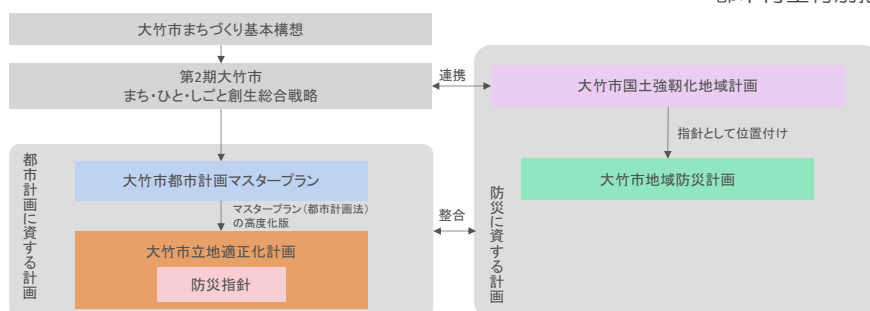 大竹市まちづくり基本構想
第2期大竹市
まち・ひと・しごと創生総合戦略
連携
大竹市国土強靭化地域計画
指針として位置付け
大竹市地域防災計画
都市計画に資する計画
大竹市都市計画マスタープラン
マスタープラン(都市計画法)
の高度化版
大竹市立地適正化計画
防災指針
整合
防災に資する計画